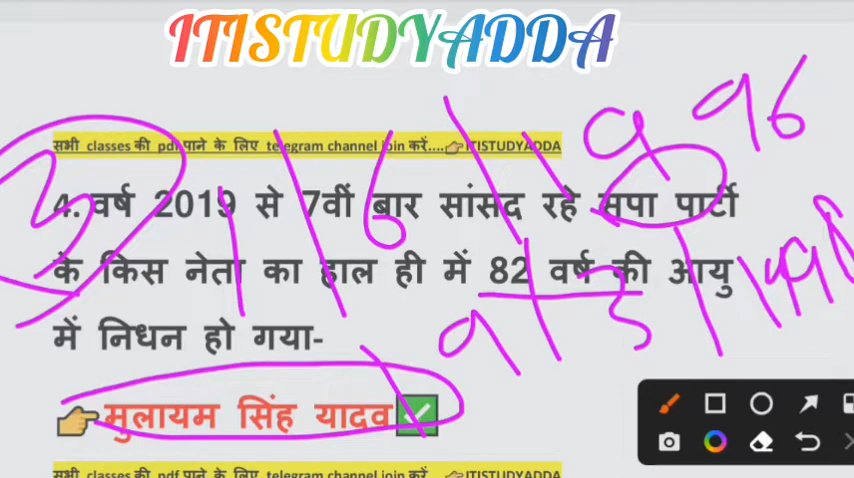 ITISTUDYADDA
सभी classes की pdf पाने के लिए telegram channel join करें....👉ITISTUDYADDA
4. वर्ष 2019 से 7वीं बार सांसद रहे सपा पार्टी
के किस नेता का हाल ही में 82 वर्ष की आयु
में निधन हो गया-
👉मुलायम सिंह यादव✅
सभी classes की pdf पाने के लिए telegram channel join करें....👉ITISTUDYADDA